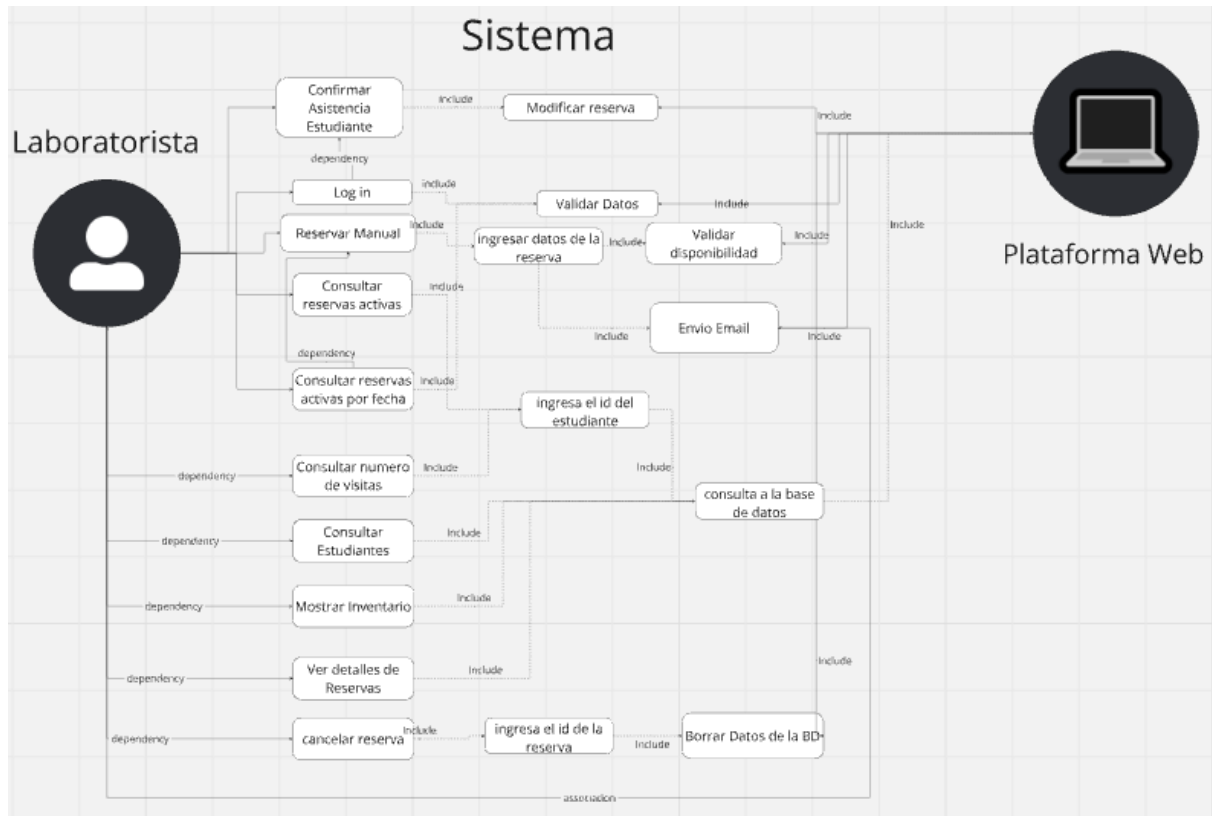 Sistema
Confirmar
Asistencia
Estudiante
Include
Modificar reserva
Include
Laboratorista
dependency
Log in
include
Validar Datos
Include
Include
Reservar Manual
Include
ingresar datos de la
reserva
Include
Validar
disponibilidad
Include
Plataforma Web
Consultar
reservas activas
Include
Envio Email
Include
Include
dependency
Consultar reservas
activas por fecha
Include
ingresa el id del
estudiante
Include
dependency
Consultar numero
de visitas
Include
consulta a la base
de datos
dependency
Consultar
Estudiantes
Include
dependency
Mostrar Inventario
Include
dependency
Ver detalles de
Reservas
Include
Include
dependency
cancelar reserva
Include
ingresa el id de la
reserva
Include
Borrar Datos de la BD
association